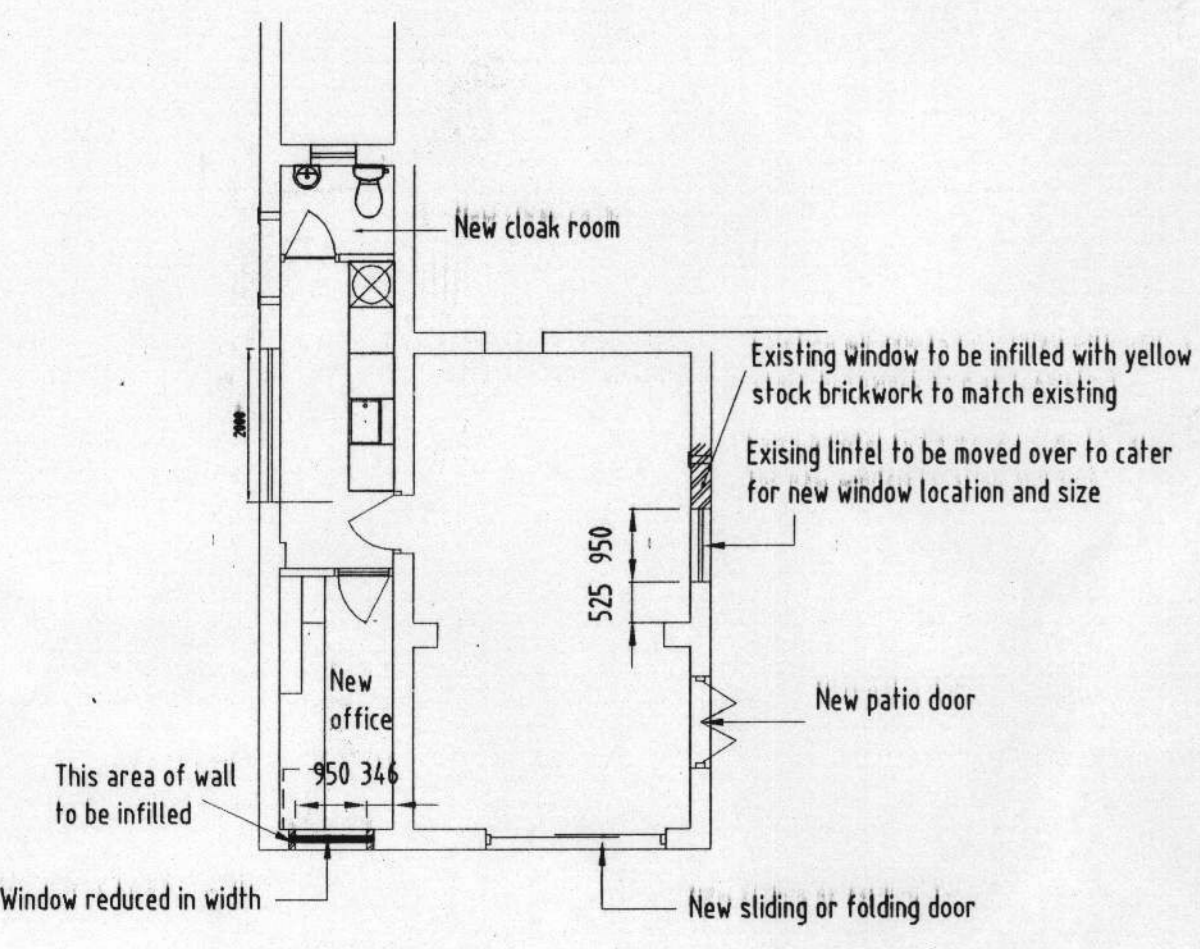 New cloak room
Existing window to be infilled with yellow
stock brickwork to match existing
Exising lintel to be moved over to cater
for new window location and size
2000
525 950
New
office
New patio door
This area of wall
to be infilled
950 346
Window reduced in width
New sliding or folding door